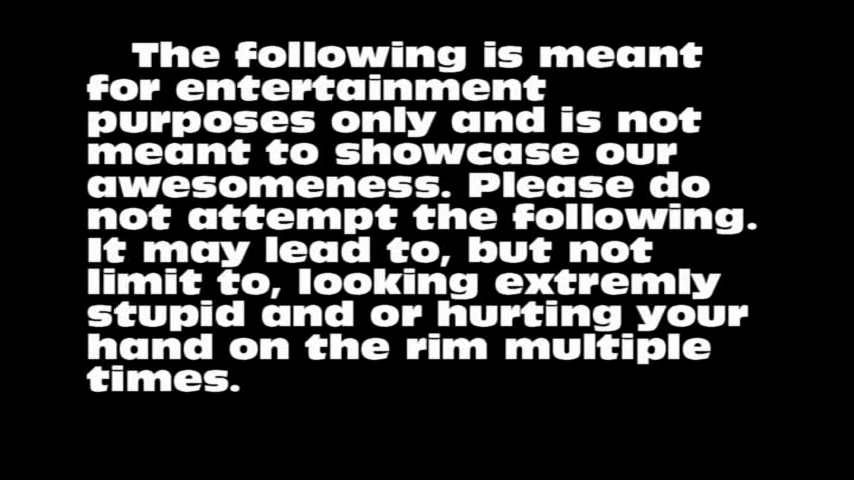 The following is meant
for entertainment
purposes only and is not
meant to showcase our
awesomeness. Please do
not attempt the following.
It may lead to, but not
limit to, looking extremly
stupid and or hurting your
hand on the rim multiple
times.